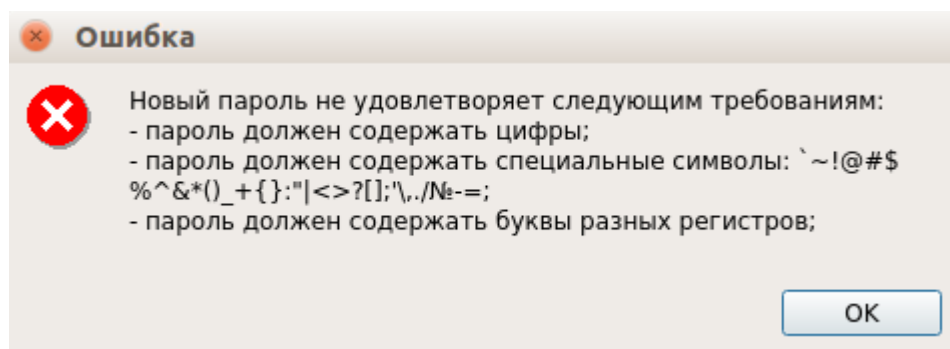 Ошибка
Новый пароль не удовлетворяет следующим требованиям:
- пароль должен содержать цифры;
- пароль должен содержать специальные символы: `~!@#$
%^&*()_+{}:"|<>?[];'\,./№-=;
- пароль должен содержать буквы разных регистров;
OK